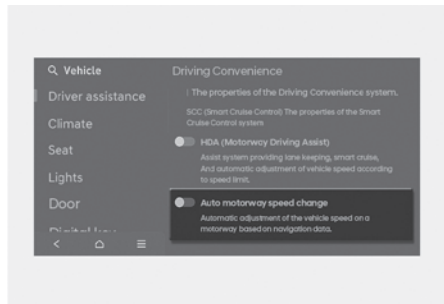 Vehicle
Driver assistance
Climate
Seat
Lights
Door
Driving Convenience
The properties of the Driving Convenience system.
SCC (Smart Cruise Control) The properties of the Smart
Cruise Control system
HDA (Motorway Driving Assist)
Assist system providing lane keeping, smart cruise,
And automatic adjustment of vehicle speed according
to speed limit.
Auto motorway speed change
Automatic adjustment of the vehicle speed on a
motorway based on navigation data.